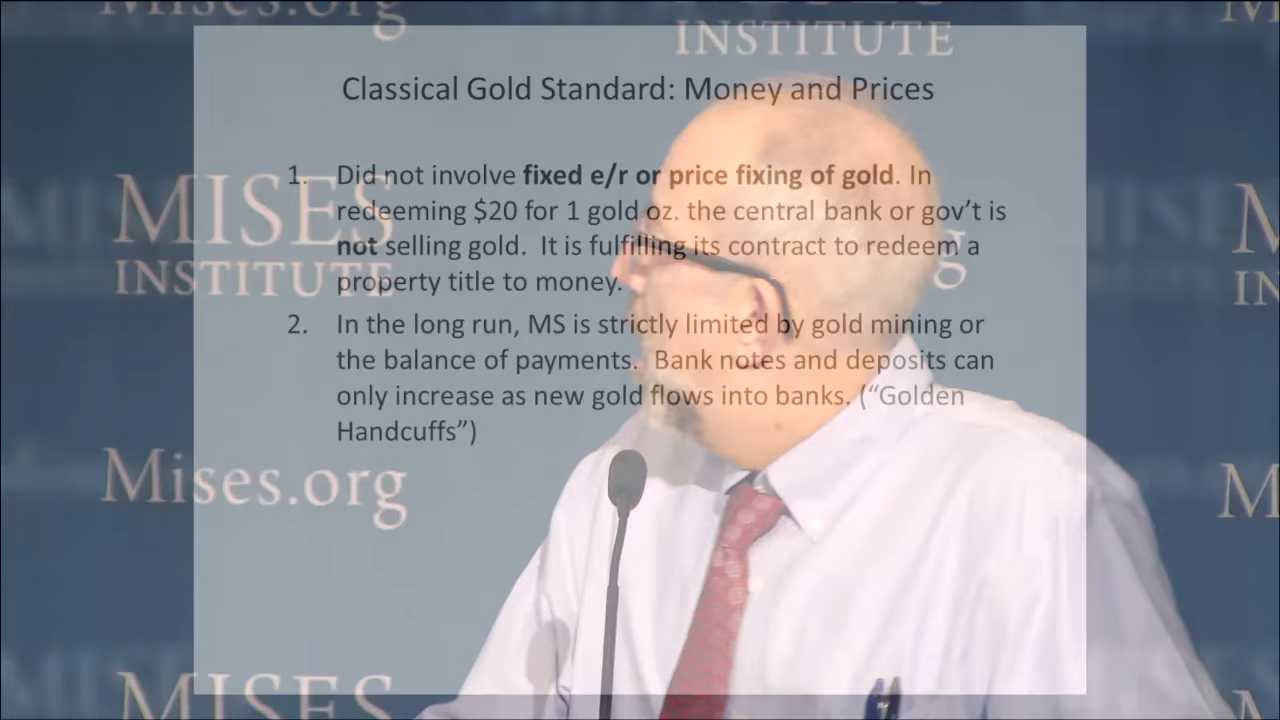 Mises.org
INSTITUTE
M
Classical Gold Standard: Money and Prices
1. Did not involve fixed e/r or price fixing of gold. In
redeeming $20 for 1 gold oz. the central bank or gov’t is
not selling gold. It is fulfilling its contract to redeem a
property title to money.
2. In the long run, MS is strictly limited by gold mining or
the balance of payments. Bank notes and deposits can
only increase as new gold flows into banks. (“Golden
Handcuffs”)
MISES
INSTITUTE
g
M
IN
Mises.org
M
MISES